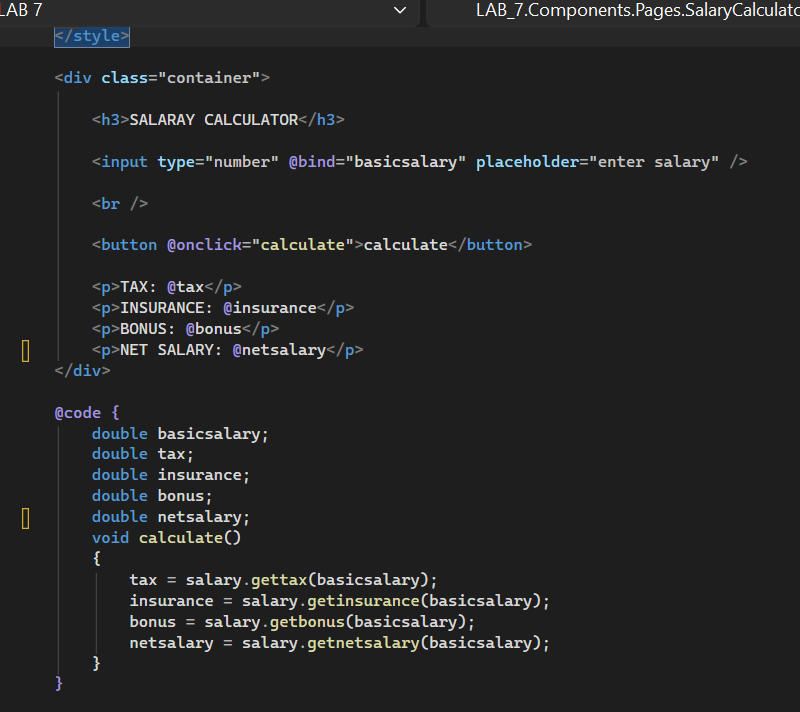 LAB 7
LAB_7.Components.Pages.SalaryCalculato
</style>
<div class="container">
<h3>SALARAY CALCULATOR</h3>
<input type="number" @bind="basicsalary" placeholder="enter salary" />
<br />
<button @onclick="calculate">calculate</button>
<p>TAX: @tax</p>
<p>INSURANCE: @insurance</p>
<p>BONUS: @bonus</p>
<p>NET SALARY: @netsalary</p>
</div>
@code {
double basicsalary;
double tax;
double insurance;
double bonus;
double netsalary;
void calculate()
{
tax = salary.gettax(basicsalary);
insurance = salary.getinsurance(basicsalary);
bonus = salary.getbonus(basicsalary);
netsalary = salary.getnetsalary(basicsalary);
}
}